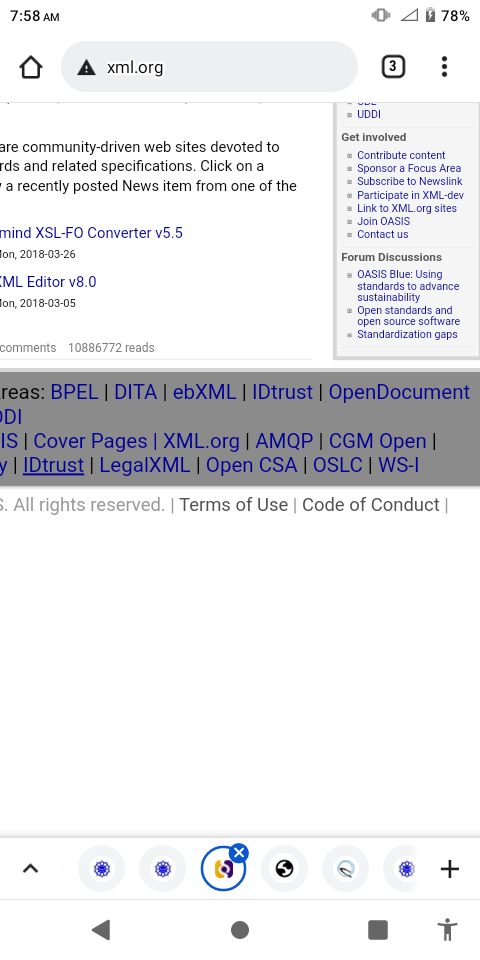 7:58 AM
78%
xml.org
3
UDDI
Get involved
Contribute content
Sponsor a Focus Area
Subscribe to Newslink
Participate in XML-dev
Link to XML.org sites
Join OASIS
Contact us
Forum Discussions
OASIS Blue: Using
standards to advance
sustainability
Open standards and
open source software
Standardization gaps
are community-driven web sites devoted to
rds and related specifications. Click on a
a recently posted News item from one of the
mind XSL-FO Converter v5.5
Mon, 2018-03-26
XML Editor v8.0
Mon, 2018-03-05
comments 10886772 reads
reas: BPEL | DITA | ebXML | IDtrust | OpenDocument
DDI
IS | Cover Pages | XML.org | AMQP | CGM Open |
y | IDtrust | LegalXML | Open CSA | OSLC | WS-I
S. All rights reserved. | Terms of Use | Code of Conduct |